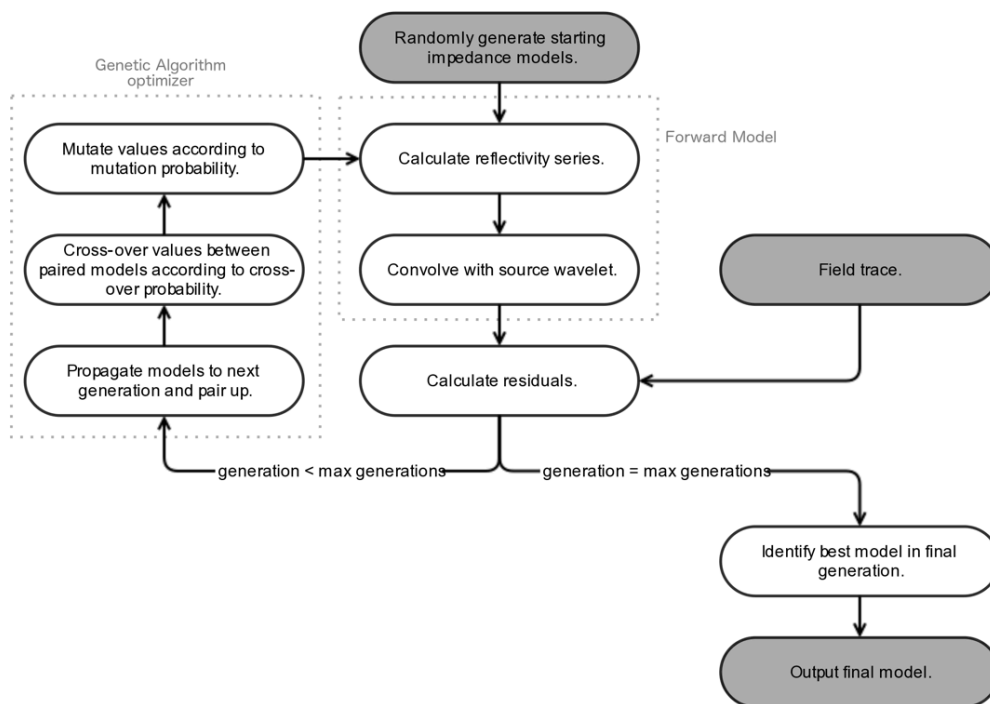 Randomly generate starting
impedance models.
Genetic Algorithm
optimizer
Forward Model
Mutate values according to
mutation probability.
Calculate reflectivity series.
Cross-over values between
paired models according to cross-
over probability.
Convolve with source wavelet.
Field trace.
Propagate models to next
generation and pair up.
Calculate residuals.
generation < max generations
generation = max generations
Identify best model in final
generation.
Output final model.